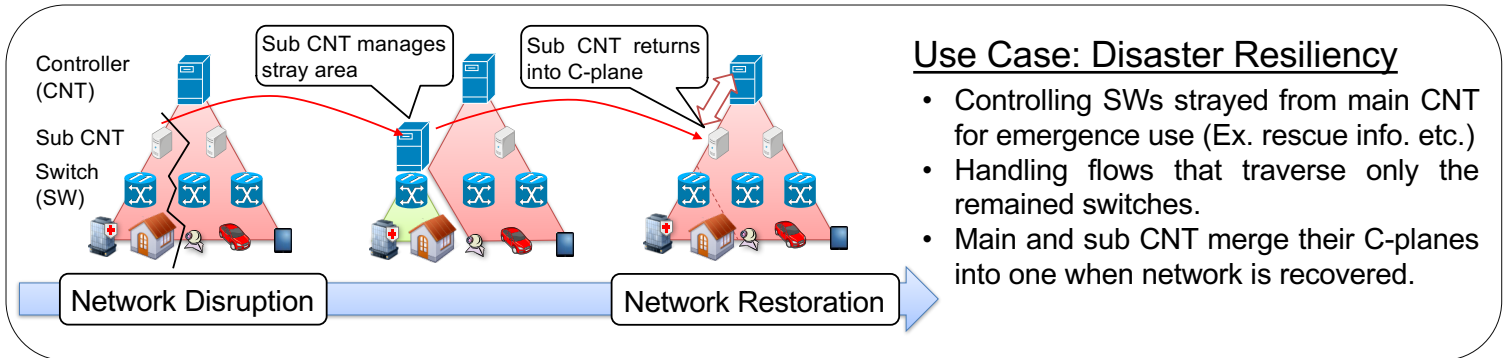 Controller
(CNT)
Sub CNT
Switch
(SW)
Sub CNT manages
stray area
Sub CNT returns
into C-plane
Network Disruption
Network Restoration
Use Case: Disaster Resiliency
• Controlling SWs strayed from main CNT
for emergence use (Ex. rescue info. etc.)
• Handling flows that traverse only the
remained switches.
• Main and sub CNT merge their C-planes
into one when network is recovered.